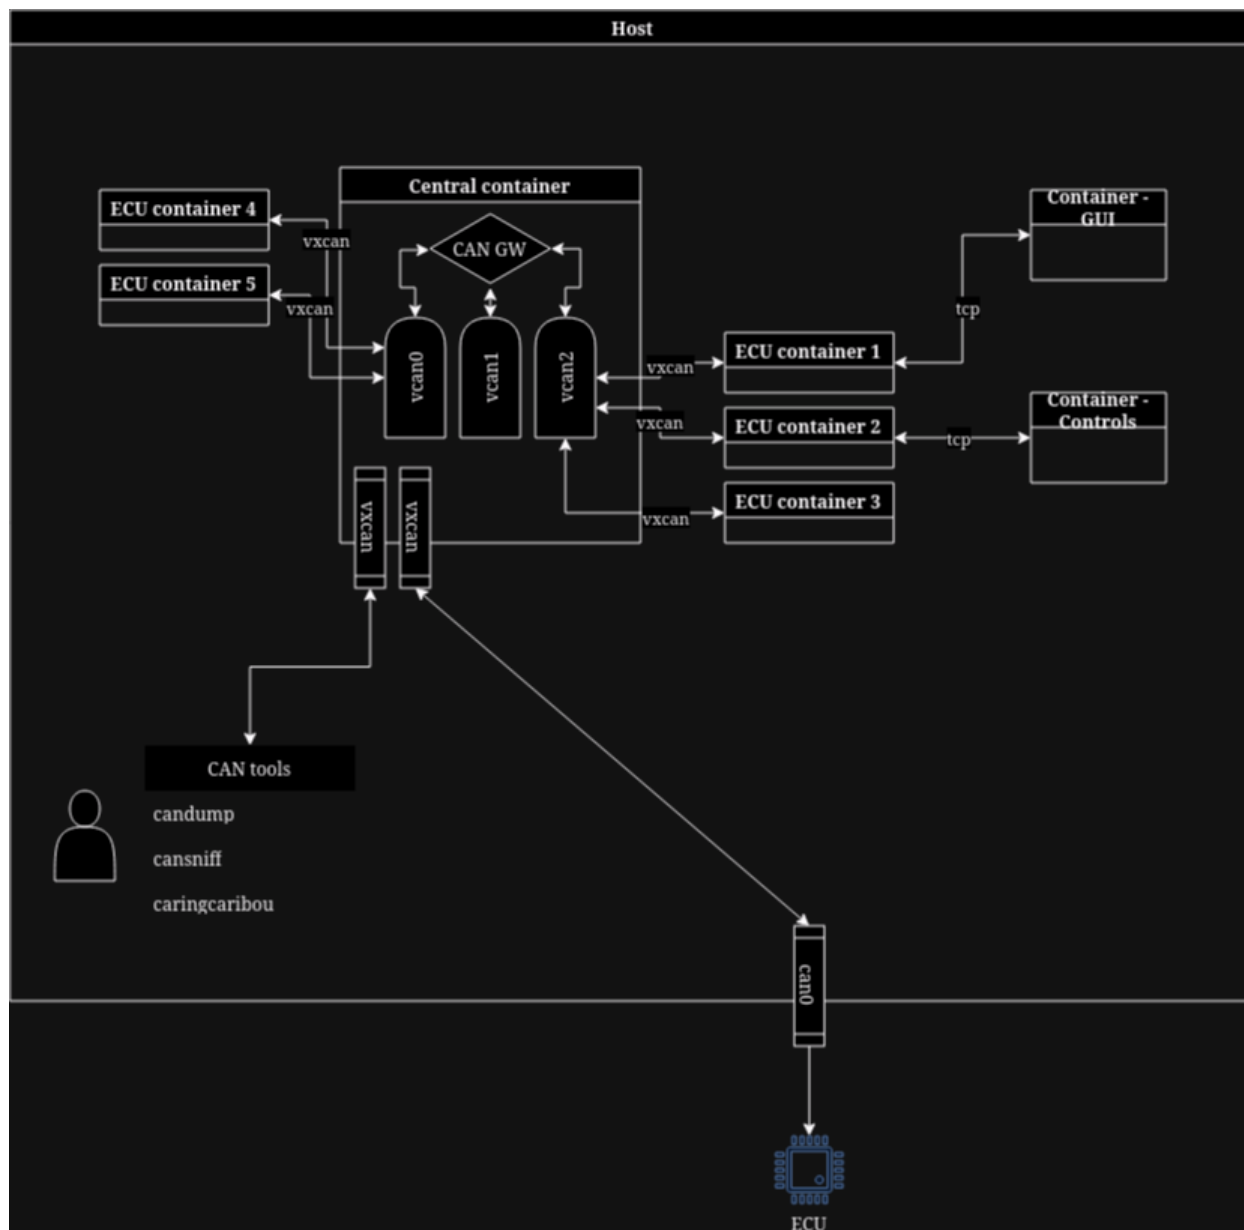 Host
Central container
CAN GW
ECU container 4
vxcan
ECU container 5
vxcan
vcan0
vcan1
vcan2
vxcan
ECU container 1
vxcan
ECU container 2
vxcan
ECU container 3
Container -
GUI
tcp
Container -
Controls
tcp
vxcan
vxcan
CAN tools
candump
cansniff
caringcaribou
can0
ECU